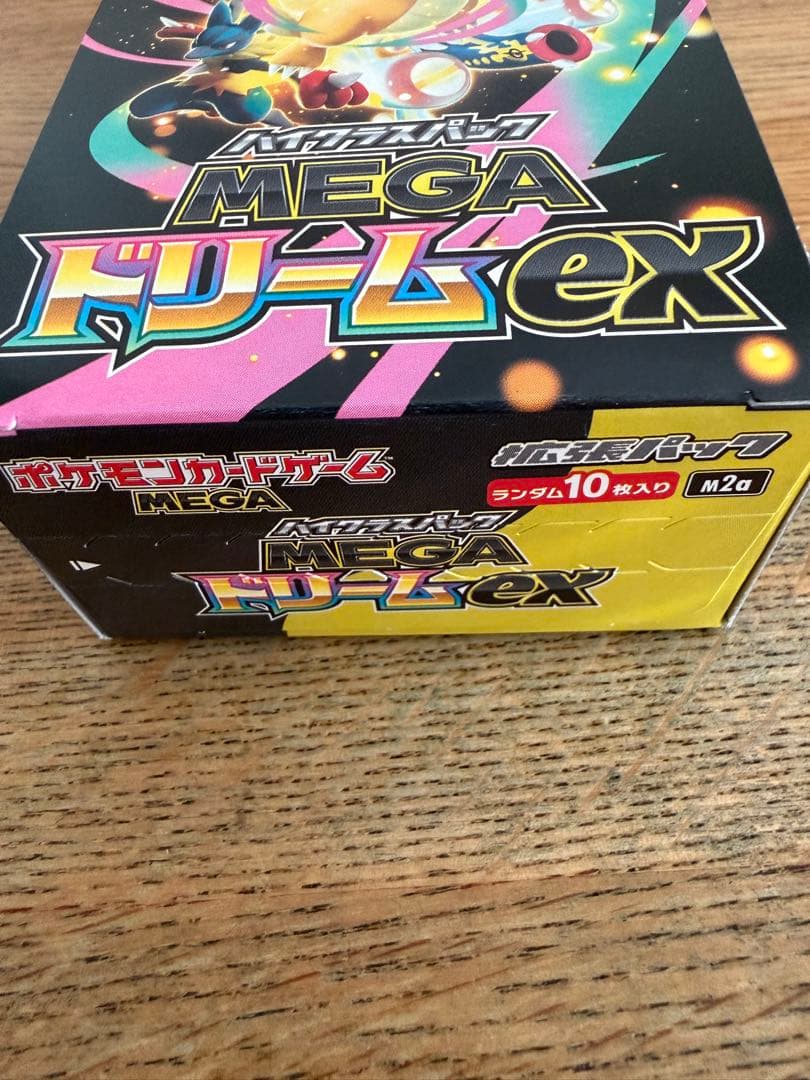 ハイクラスパック
MEGA
ドリームex
ポケモンカードゲーム™
MEGA
拡張パック
ランダム10枚入り M2a
ハイクラスパック
MEGA
ドリームex